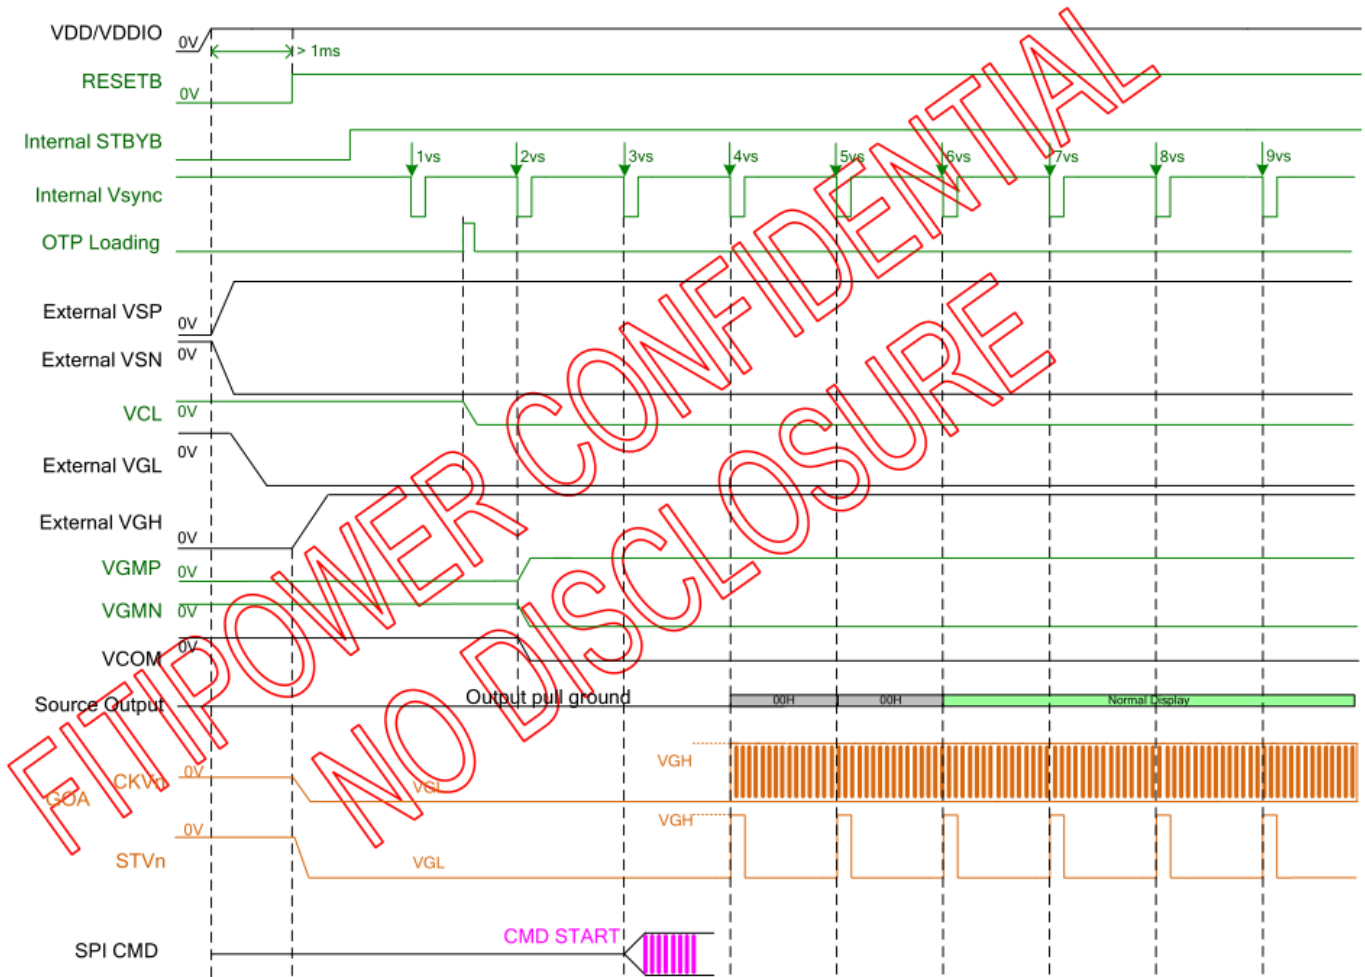 VDD/VDDIO
0V
> 1ms
RESETB
0V
Internal STBYB
1vs 2vs 3vs 4vs 5vs 6vs 7vs 8vs 9vs
Internal Vsync
OTP Loading
External VSP
0V
External VSN
0V
VCL
0V
External VGL
0V
External VGH
0V
VGMP
0V
VGMN
0V
VCOM
0V
Source Output
Output pull ground
00H 00H Normal Display
GOA
CKVn
0V
VGL
VGH
STVn
0V
VGL
VGH
SPI CMD
CMD START
FITIPOWER CONFIDENTIAL
NO DISCLOSURE